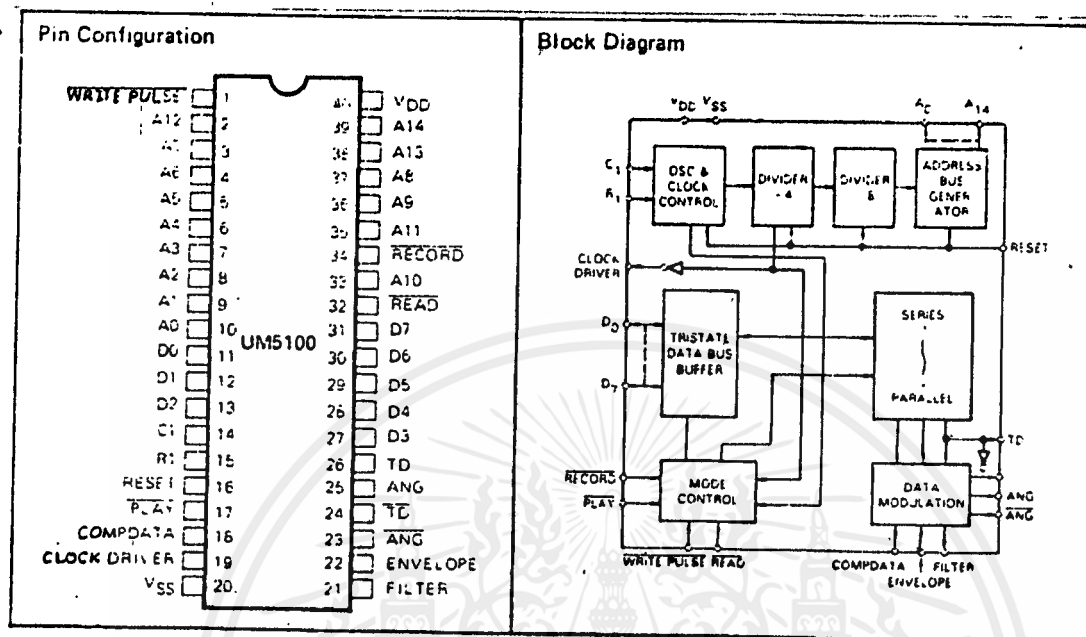 Pin Configuration
WRITE PULSE 1
A12 2
3
A6 4
A5 5
A4 6
A3 7
A2 8
A1 9
A0 10
D0 11
D1 12
D2 13
C1 14
R1 15
RESET 16
PLAY 17
COMPDATA 18
CLOCK DRIVER 19
VSS 20
UM5100
VDD
39 A14
38 A13
37 A8
36 A9
35 A11
34 RECORD
33 A10
32 READ
31 D7
30 D6
29 D5
28 D4
27 D3
26 TD
25 ANG
24 TD
23 ANG
22 ENVELOPE
21 FILTER
Block Diagram
VDD VSS
A14
C1
R1
OSC &
CLOCK
CONTROL
DIVIDER
DIVIDER
ADDRESS
BUS
GENER
ATOR
RESET
CLOCK
DRIVER
D0
D7
TRISTATE
DATA BUS
BUFFER
SERIES
PARALLEL
TD
RECORD
PLAY
MODE
CONTROL
DATA
MODULATION
ANG
ANG
WRITE PULSE READ
COMPDATA FILTER
ENVELOPE